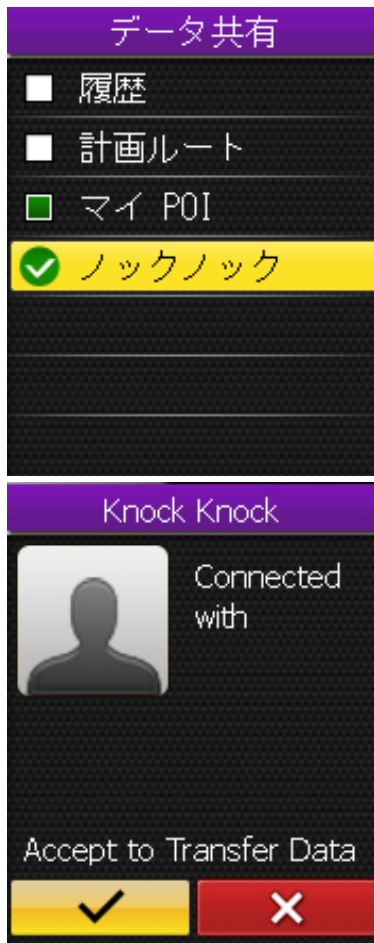 データ共有
履歴
計画ルート
マイ POI
ノックノック
Knock Knock
Connected
with
Accept to Transfer Data